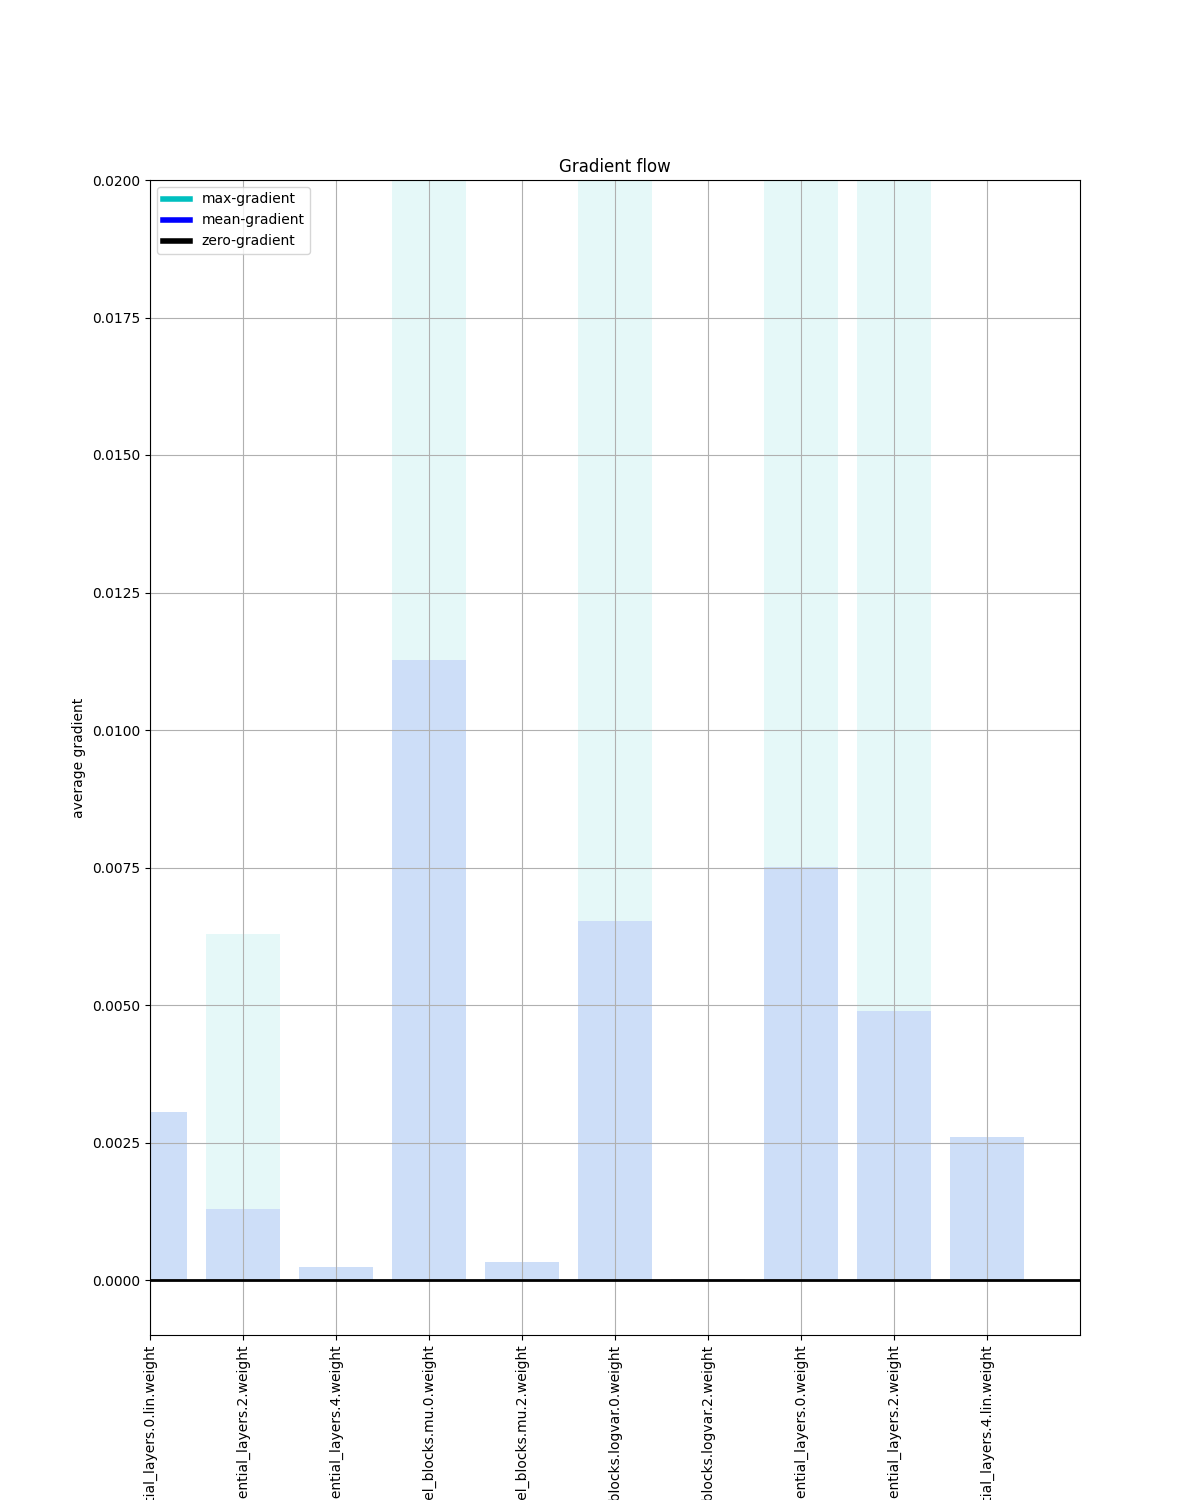 Gradient flow
max-gradient
mean-gradient
zero-gradient
0.0200
0.0175
0.0150
0.0125
0.0100
0.0075
0.0050
0.0025
0.0000
average gradient
tial_layers.0.lin.weight
ential_layers.2.weight
ential_layers.4.weight
el_blocks.mu.0.weight
el_blocks.mu.2.weight
blocks.logvar.0.weight
blocks.logvar.2.weight
ential_layers.0.weight
ential_layers.2.weight
tial_layers.4.lin.weight